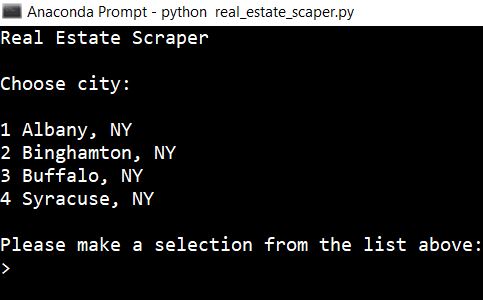 Anaconda Prompt - python  real_estate_scaper.py
Real Estate Scraper
Choose city:
1 Albany, NY
2 Binghamton, NY
3 Buffalo, NY
4 Syracuse, NY
Please make a selection from the list above:
>